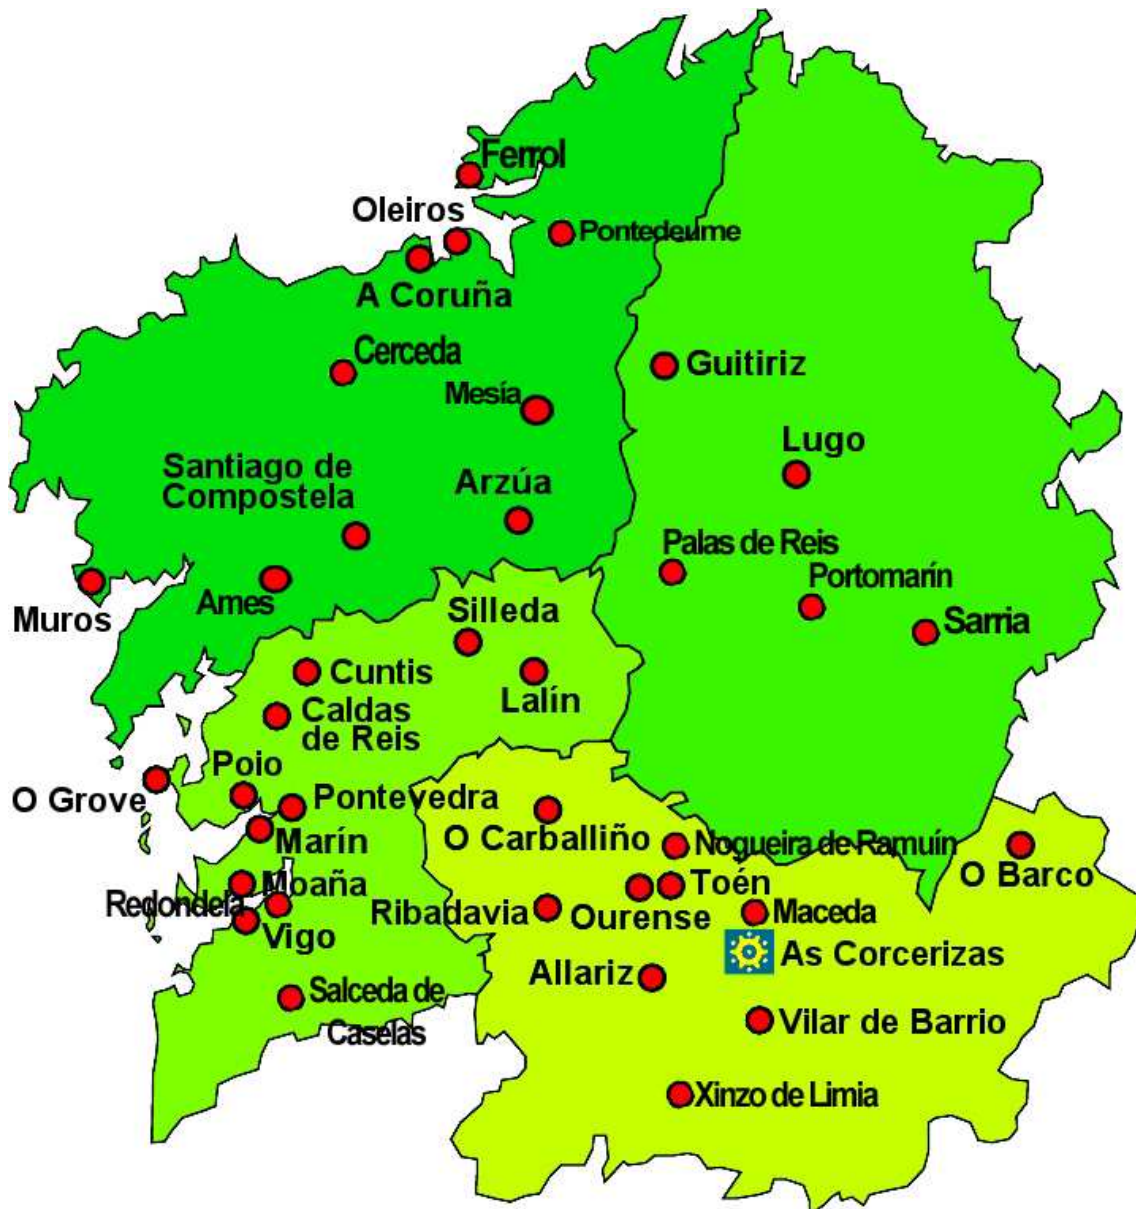 Ferrol
Oleiros
Pontedeume
A Coruña
Cerceda
Guitiriz
Mesía
Lugo
Santiago de
Compostela
Arzúa
Palas de Reis
Portomarín
Ames
Muros
Silleda
Sarria
Cuntis
Lalín
Caldas
de Reis
Poio
O Grove
Pontevedra
Marín
O Carballiño
Nogueira de Ramuín
O Barco
Moaña
Toén
Redondela
Ribadavia
Ourense
Maceda
Vigo
As Corcerizas
Allariz
Salceda de
Caselas
Vilar de Barrio
Xinzo de Limia